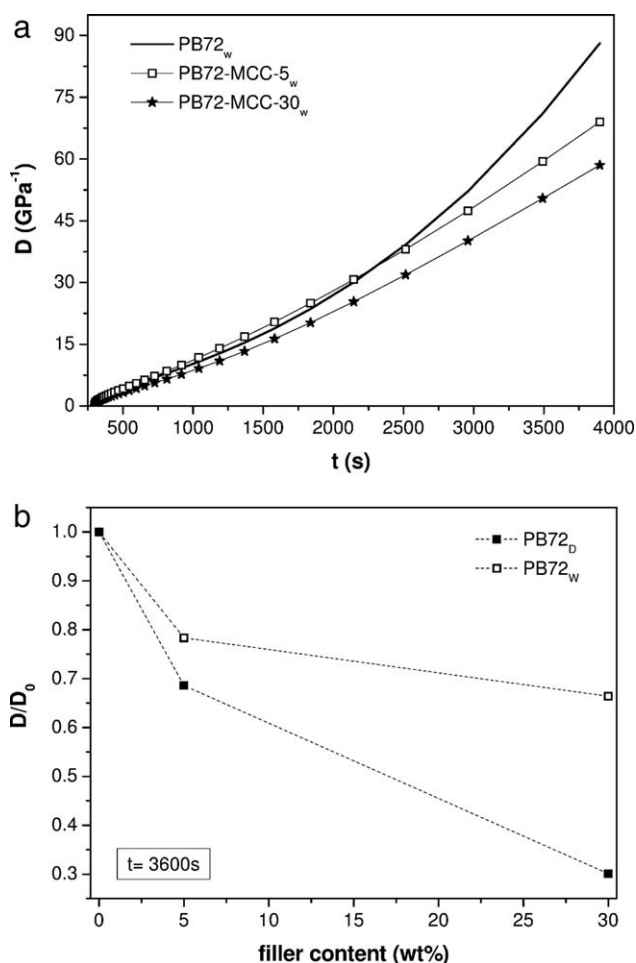 a
90
75
60
45
30
15
0
D (GPa⁻¹)
PB72w
PB72-MCC-5w
PB72-MCC-30w
500 1000 1500 2000 2500 3000 3500 4000
t (s)
b
1.0
0.9
0.8
0.7
0.6
0.5
0.4
0.3
D/D₀
PB72D
PB72W
t= 3600s
0 5 10 15 20 25 30
filler content (wt%)